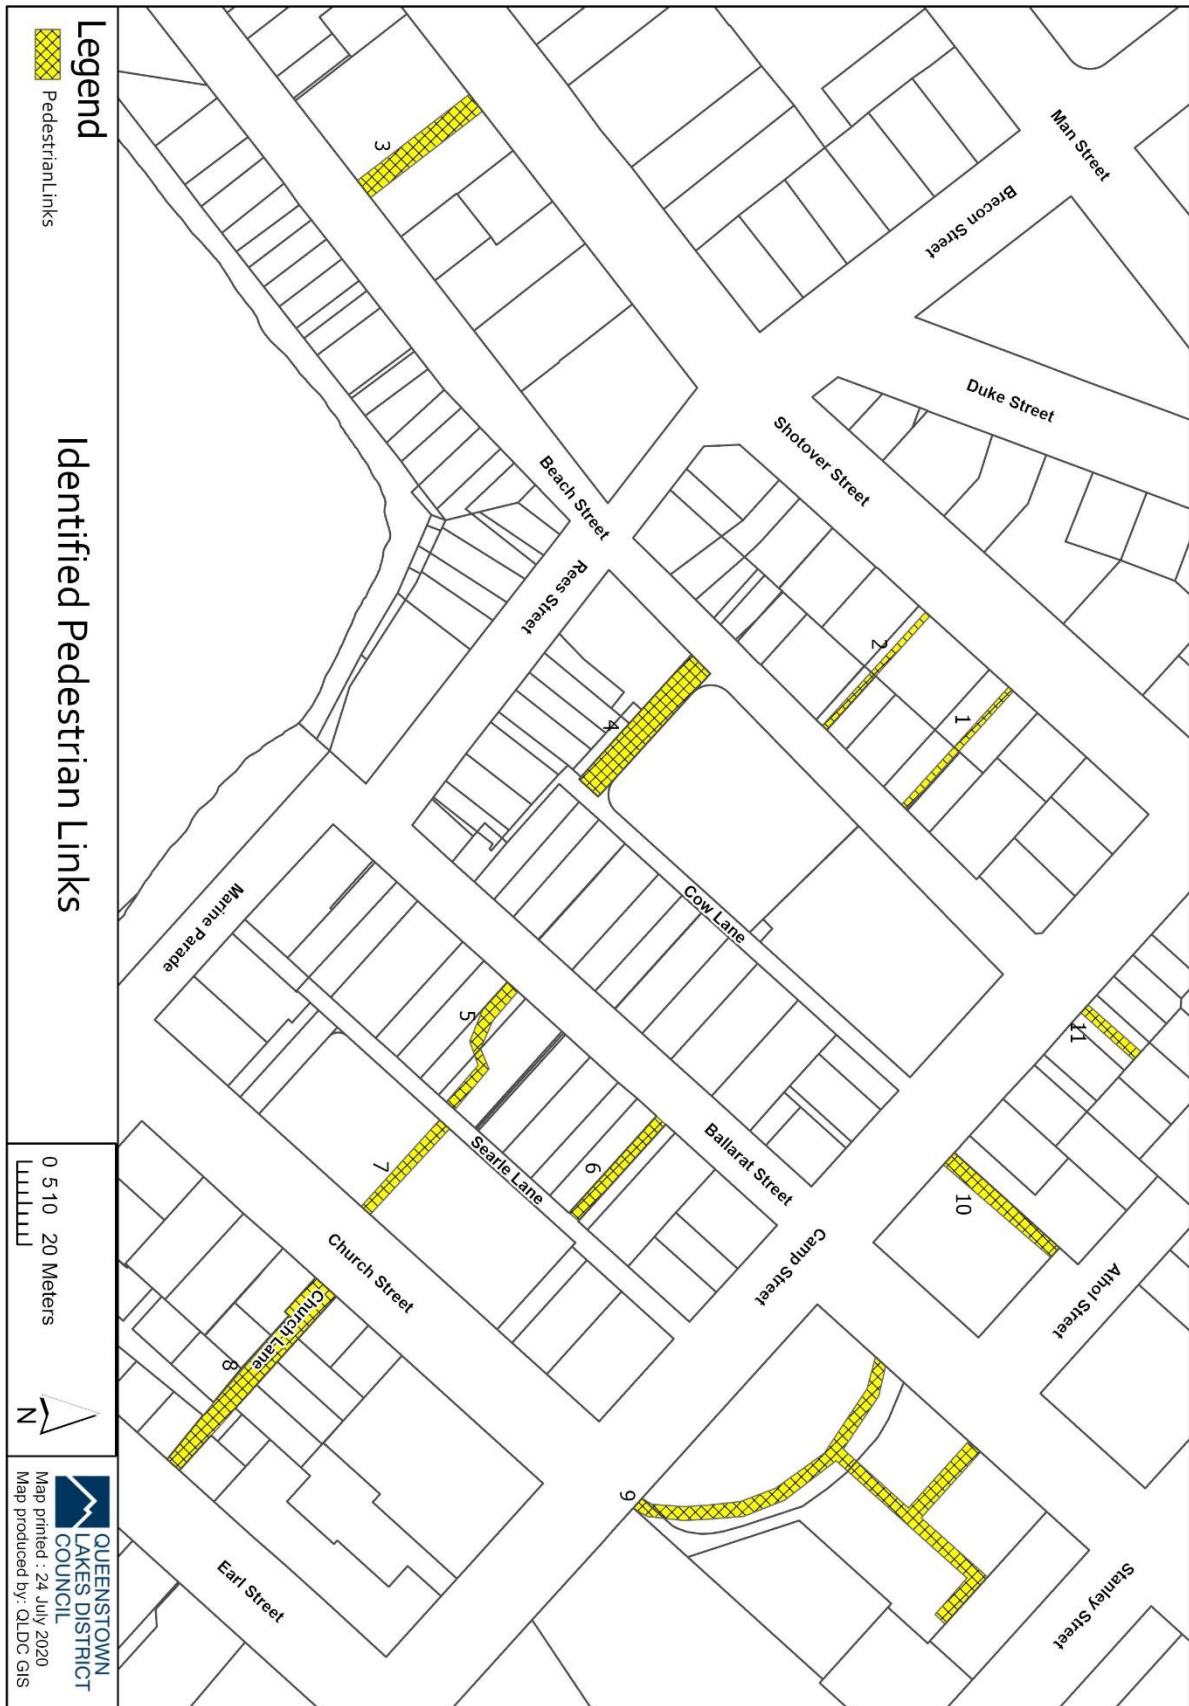 Legend
PedestrianLinks
Identified Pedestrian Links
0 5 10 20 Meters
N
QUEENSTOWN
LAKES DISTRICT
COUNCIL
Map printed : 24 July 2020
Map produced by: QLDC GIS
Man Street
Brecon Street
Duke Street
Shotover Street
Beach Street
Rees Street
Cow Lane
Marine Parade
Ballarat Street
Searle Lane
Church Street
Camp Street
Athol Street
Church Lane
Earl Street
Stanley Street
1
2
3
4
5
6
7
8
9
10
11